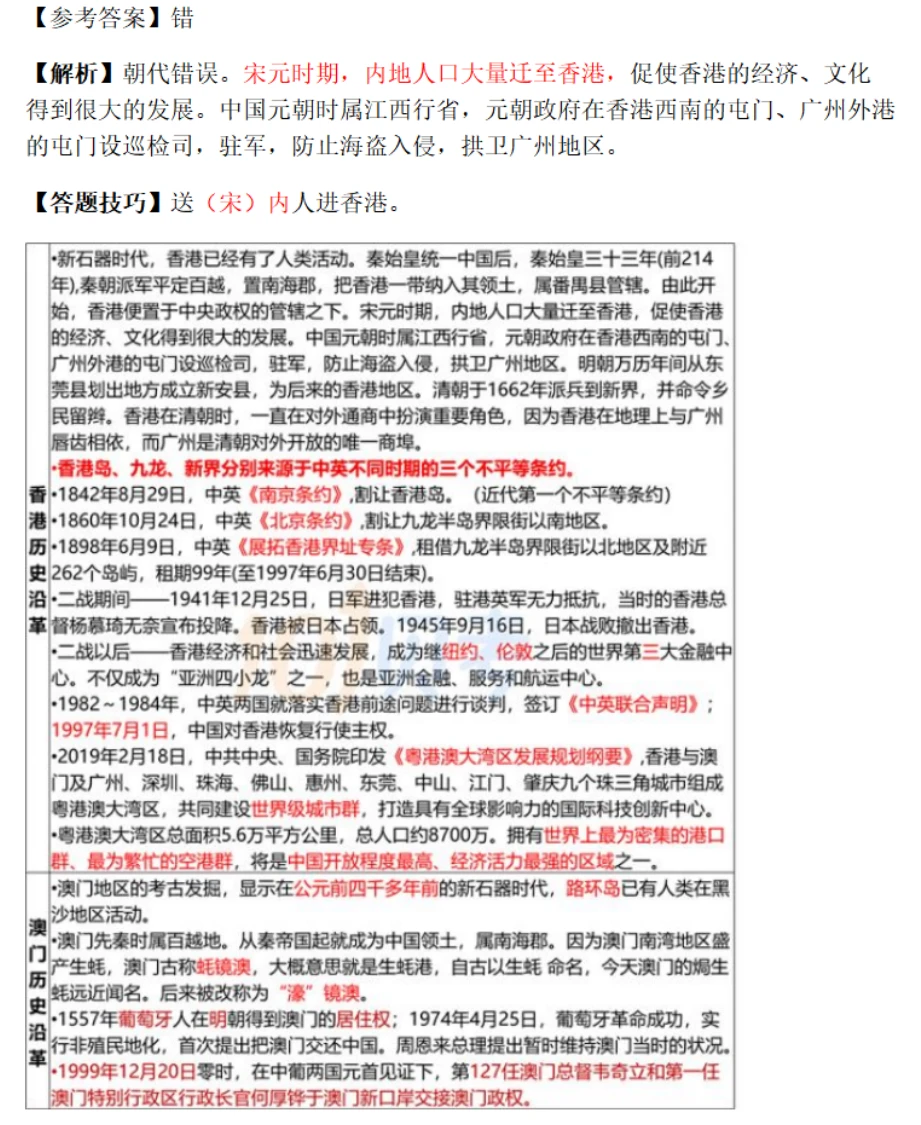 【参考答案】错
【解析】朝代错误。宋元时期，内地人口大量迁至香港，促使香港的经济、文化
得到很大的发展。中国元朝时属江西行省，元朝政府在香港西南的屯门、广州外港
的屯门设巡检司，驻军，防止海盗入侵，拱卫广州地区。
【答题技巧】送（宋）内人进香港。
香港历史沿革
•新石器时代，香港已经有了人类活动。秦始皇统一中国后，秦始皇三十三年(前214
年),秦朝派军平定百越，置南海郡，把香港一带纳入其领土，属番禺县管辖。由此开
始，香港便置于中央政权的管辖之下。宋元时期，内地人口大量迁至香港，促使香港
的经济、文化得到很大的发展。中国元朝时属江西行省，元朝政府在香港西南的屯门、
广州外港的屯门设巡检司，驻军，防止海盗入侵，拱卫广州地区。明朝万历年间从东
莞县划出地方成立新安县，为后来的香港地区。清朝于1662年派兵到新界，并命令乡
民留辫。香港在清朝时，一直在对外通商中扮演重要角色，因为香港在地理上与广州
唇齿相依，而广州是清朝对外开放的唯一商埠。
•香港岛、九龙、新界分别来源于中英不同时期的三个不平等条约。
•1842年8月29日，中英《南京条约》,割让香港岛。（近代第一个不平等条约）
•1860年10月24日，中英《北京条约》,割让九龙半岛界限街以南地区。
•1898年6月9日，中英《展拓香港界址专条》,租借九龙半岛界限街以北地区及附近
262个岛屿，租期99年(至1997年6月30日结束)。
•二战期间——1941年12月25日，日军进犯香港，驻港英军无力抵抗，当时的香港总
督杨慕琦无奈宣布投降。香港被日本占领。1945年9月16日，日本战败撤出香港。
•二战以后——香港经济和社会迅速发展，成为继纽约、伦敦之后的世界第三大金融中
心。不仅成为“亚洲四小龙”之一，也是亚洲金融、服务和航运中心。
•1982～1984年，中英两国就落实香港前途问题进行谈判，签订《中英联合声明》；
1997年7月1日，中国对香港恢复行使主权。
•2019年2月18日，中共中央、国务院印发《粤港澳大湾区发展规划纲要》,香港与澳
门及广州、深圳、珠海、佛山、惠州、东莞、中山、江门、肇庆九个珠三角城市组成
粤港澳大湾区，共同建设世界级城市群，打造具有全球影响力的国际科技创新中心。
•粤港澳大湾区总面积5.6万平方公里，总人口约8700万。拥有世界上最为密集的港口
群、最为繁忙的空港群，将是中国开放程度最高、经济活力最强的区域之一。
澳门历史沿革
•澳门地区的考古发掘，显示在公元前四千多年前的新石器时代，路环岛已有人类在黑
沙地区活动。
•澳门先秦时属百越地。从秦帝国起就成为中国领土，属南海郡。因为澳门南湾地区盛
产生蚝，澳门古称蚝镜澳，大概意思就是生蚝港，自古以生蚝 命名，今天澳门的焗生
蚝远近闻名。后来被改称为“濠”镜澳。
•1557年葡萄牙人在明朝得到澳门的居住权；1974年4月25日，葡萄牙革命成功，实
行非殖民地化，首次提出把澳门交还中国。周恩来总理提出暂时维持澳门当时的状况。
•1999年12月20日零时，在中葡两国元首见证下，第127任澳门总督韦奇立和第一任
澳门特别行政区行政长官何厚铧于澳门新口岸交接澳门政权。